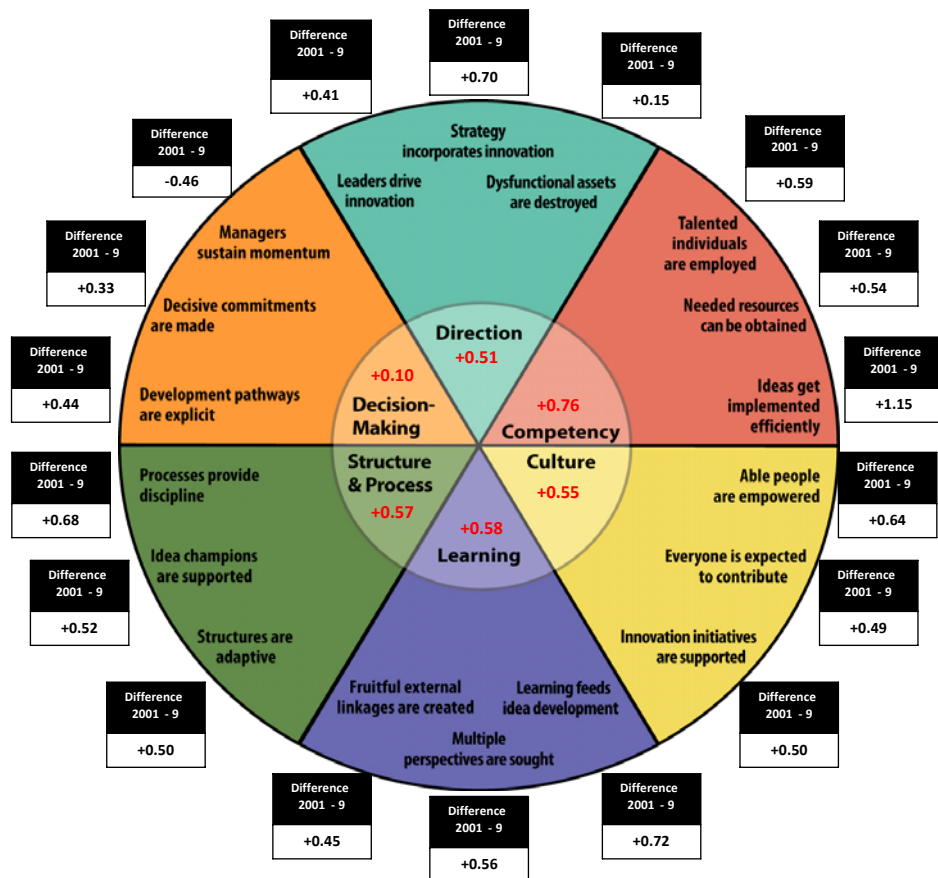 Difference
2001 - 9
+0.41
Difference
2001 - 9
+0.70
Difference
2001 - 9
+0.15
Difference
2001 - 9
-0.46
Difference
2001 - 9
+0.59
Difference
2001 - 9
+0.33
Difference
2001 - 9
+0.54
Difference
2001 - 9
+0.44
Difference
2001 - 9
+1.15
Difference
2001 - 9
+0.68
Difference
2001 - 9
+0.64
Difference
2001 - 9
+0.52
Difference
2001 - 9
+0.49
Difference
2001 - 9
+0.50
Difference
2001 - 9
+0.50
Difference
2001 - 9
+0.45
Difference
2001 - 9
+0.56
Difference
2001 - 9
+0.72
Strategy
incorporates innovation
Leaders drive
innovation
Dysfunctional assets
are destroyed
Talented
individuals
are employed
Needed resources
can be obtained
Ideas get
implemented
efficiently
Able people
are empowered
Everyone is expected
to contribute
Innovation initiatives
are supported
Learning feeds
idea development
Multiple
perspectives are sought
Fruitful external
linkages are created
Structures are
adaptive
Idea champions
are supported
Processes provide
discipline
Development pathways
are explicit
Decisive commitments
are made
Managers
sustain momentum
Direction
+0.51
+0.76
Competency
Culture
+0.55
+0.58
Learning
Structure
& Process
+0.57
+0.10
Decision-
Making